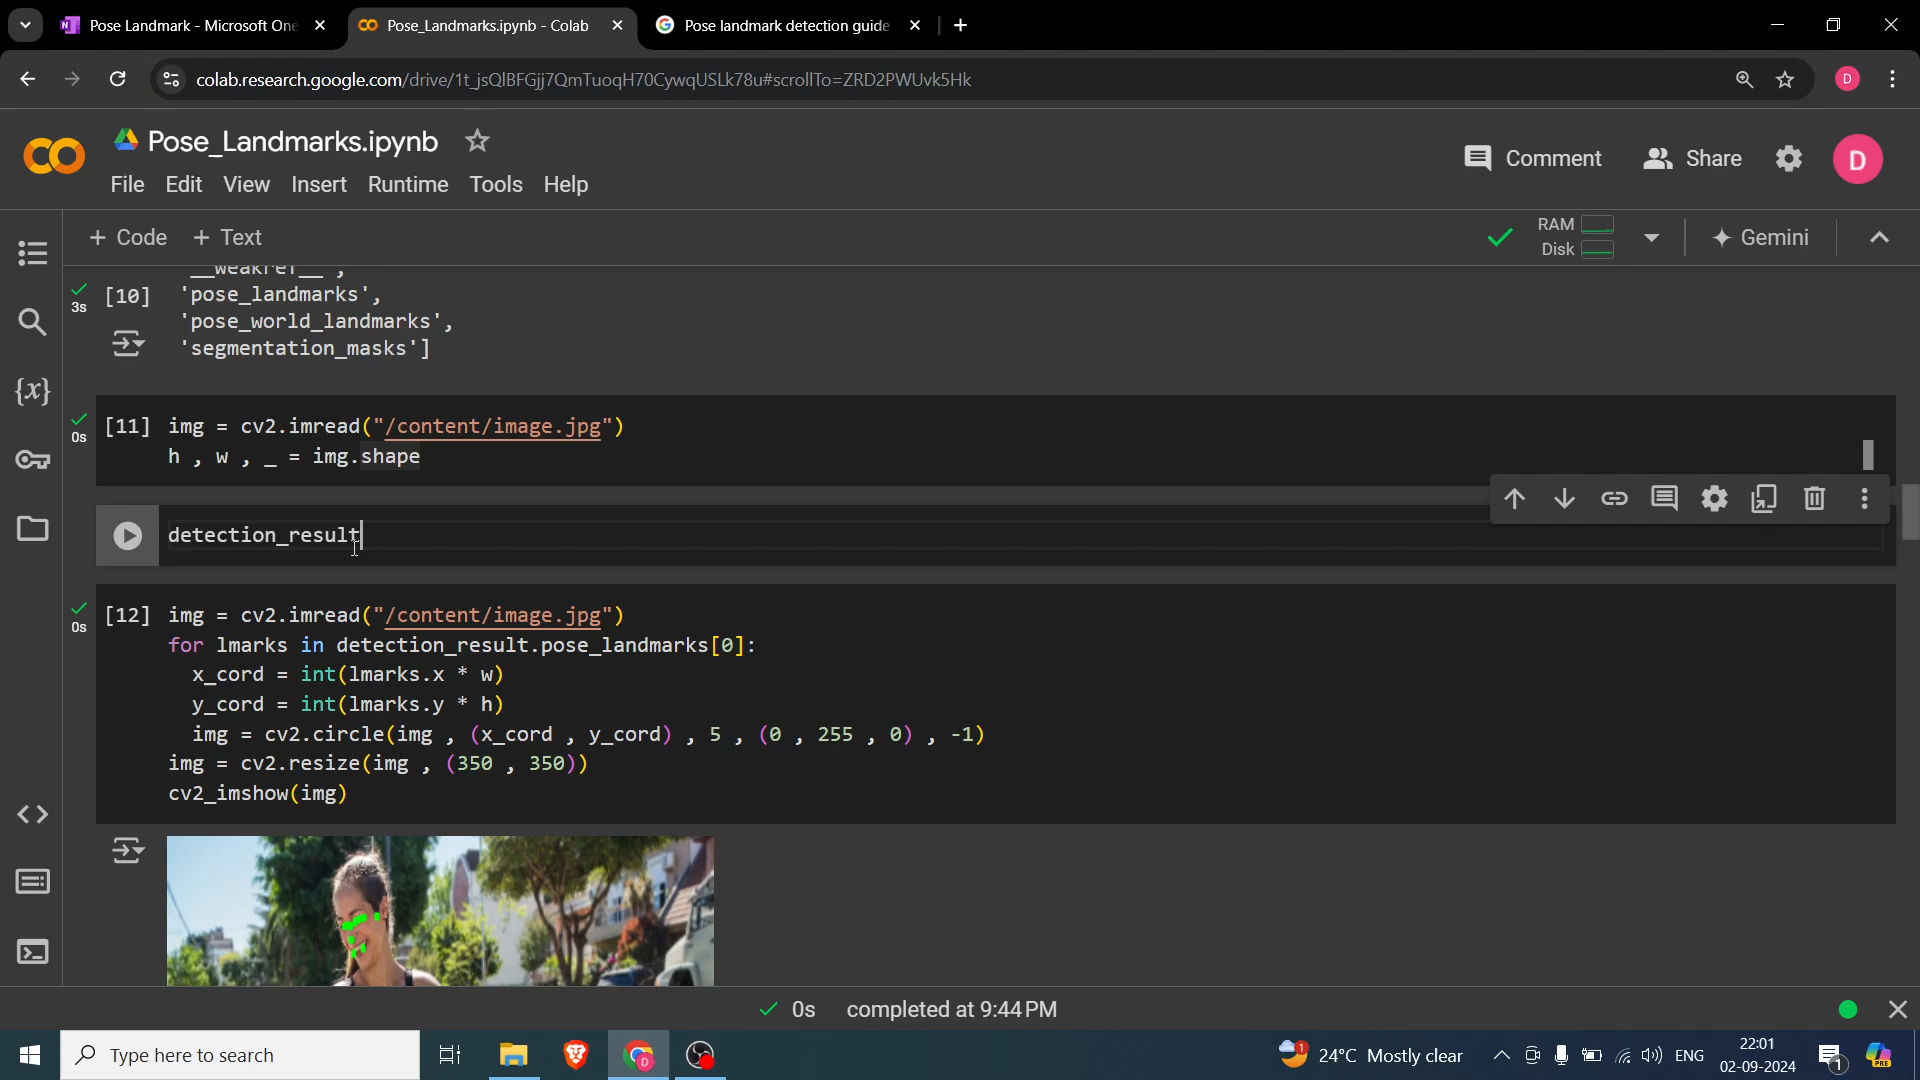 Pose Landmark - Microsoft One
Pose_Landmarks.ipynb - Colab
Pose landmark detection guide
colab.research.google.com/drive/1t_jsQlBFGjj7QmTuoqH70CywqUSLk78u#scrollTo=ZRD2PWUvk5Hk
D
Pose_Landmarks.ipynb
Comment
Share
D
File Edit View Insert Runtime Tools Help
+ Code + Text
RAM
Disk
Gemini
'__weakref__',
[10] 'pose_landmarks',
3s
'pose_world_landmarks',
'segmentation_masks']
[11] img = cv2.imread("/content/image.jpg")
0s
h , w , _ = img.shape
detection_result
[12] img = cv2.imread("/content/image.jpg")
0s
for lmarks in detection_result.pose_landmarks[0]:
x_cord = int(lmarks.x * w)
y_cord = int(lmarks.y * h)
img = cv2.circle(img , (x_cord , y_cord) , 5 , (0 , 255 , 0) , -1)
img = cv2.resize(img , (350 , 350))
cv2_imshow(img)
0s completed at 9:44 PM
Type here to search
1
24°C Mostly clear
ENG
22:01
02-09-2024
1
PRE